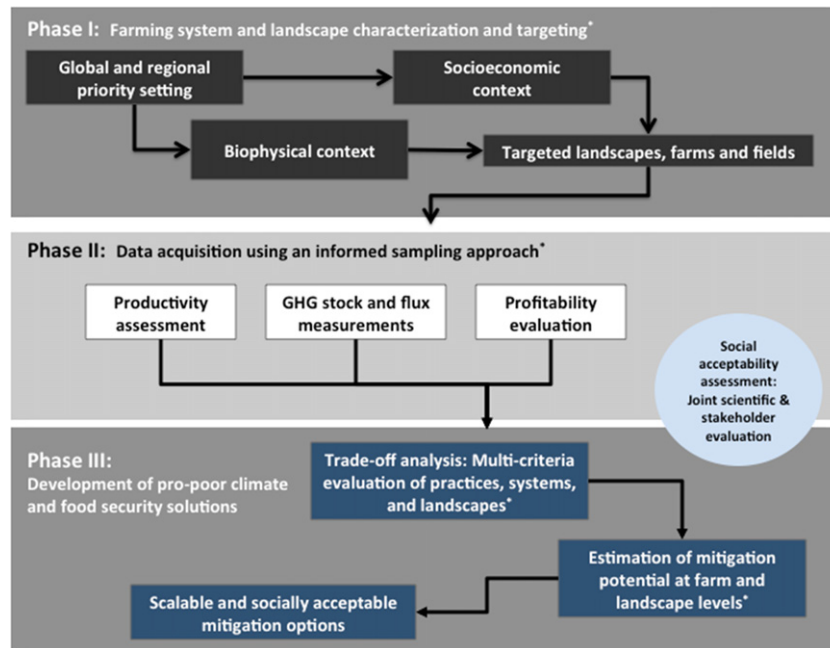 Phase I: Farming system and landscape characterization and targeting*
Global and regional
priority setting
Socioeconomic
context
Biophysical context
Targeted landscapes, farms and fields
Phase II: Data acquisition using an informed sampling approach*
Productivity
assessment
GHG stock and flux
measurements
Profitability
evaluation
Social
acceptability
assessment:
Joint scientific &
stakeholder
evaluation
Phase III:
Development of pro-poor climate
and food security solutions
Trade-off analysis: Multi-criteria
evaluation of practices, systems,
and landscapes*
Estimation of mitigation
potential at farm and
landscape levels*
Scalable and socially acceptable
mitigation options